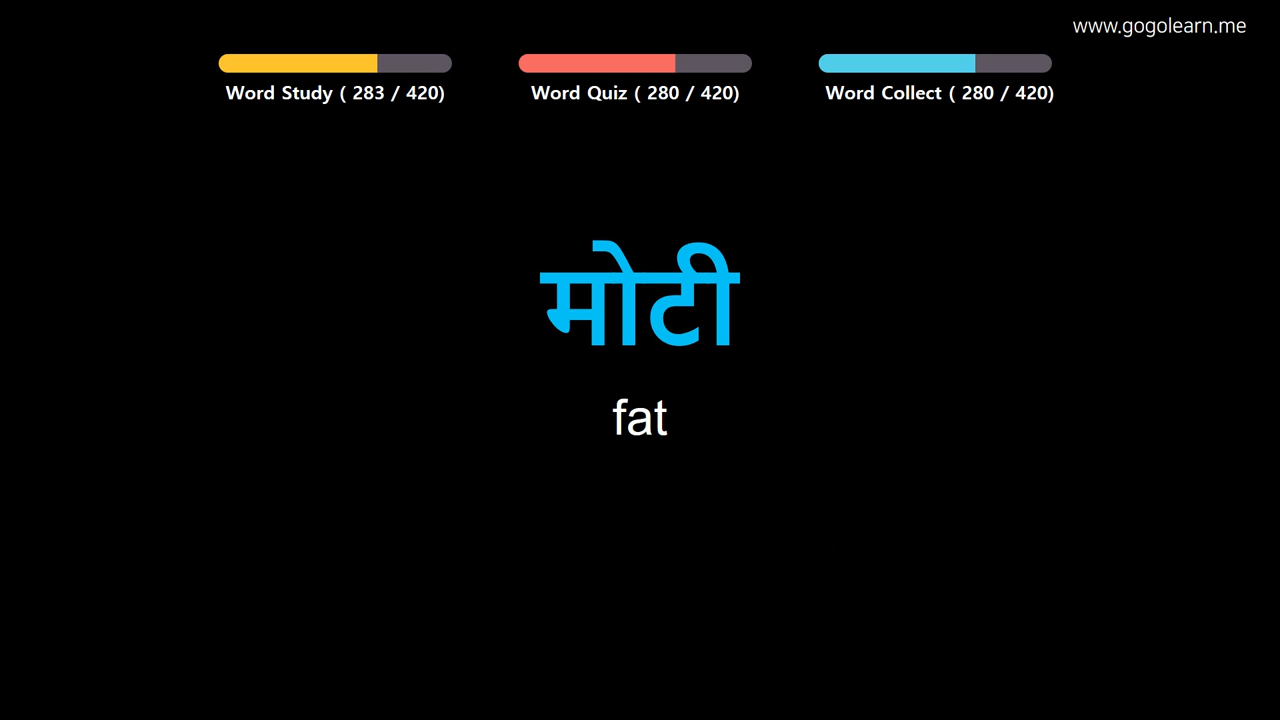 www.gogolearn.me
Word Study ( 283 / 420)
Word Quiz ( 280 / 420)
Word Collect ( 280 / 420)
मोटी
fat